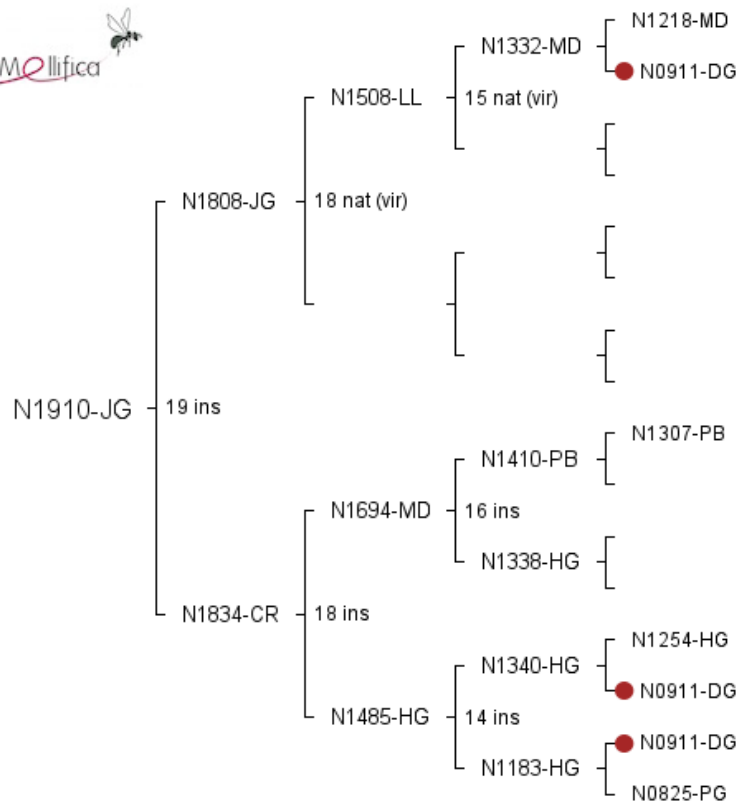 Mellifica
N1218-MD
N1332-MD
N0911-DG
N1508-LL
15 nat (vir)
N1808-JG
18 nat (vir)
N1910-JG
19 ins
N1307-PB
N1410-PB
N1694-MD
16 ins
N1338-HG
N1834-CR
18 ins
N1254-HG
N1340-HG
N0911-DG
N1485-HG
14 ins
N0911-DG
N1183-HG
N0825-PG